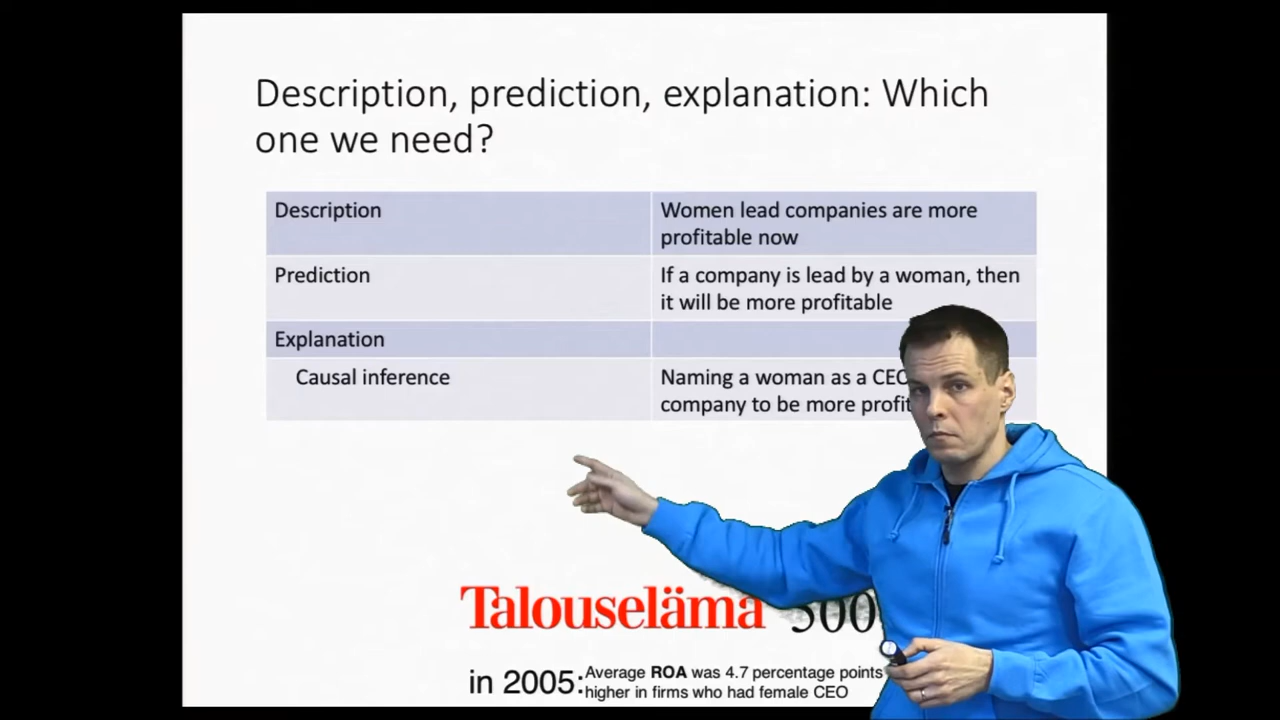 Description, prediction, explanation: Which
one we need?
Description
Women lead companies are more
profitable now
Prediction
If a company is lead by a woman, then
it will be more profitable
Explanation
Causal inference
Naming a woman as a CEO
company to be more
Talouselämä 500
in 2005:
Average ROA was 4.7 percentage points
higher in firms who had female CEO